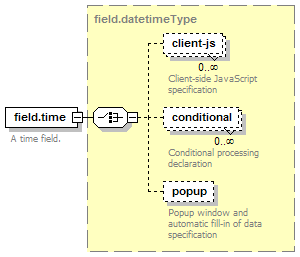 field.datetimeType
client-js
0..∞
Client-side JavaScript
specification
field.time
A time field.
conditional
0..∞
Conditional processing
declaration
popup
Popup window and
automatic fill-in of data
specification